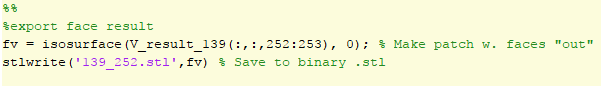 %%
%export face result
fv = isosurface(V_result_139(:,:,252:253), 0); % Make patch w. faces "out"
stlwrite('139_252.stl',fv) % Save to binary .stl